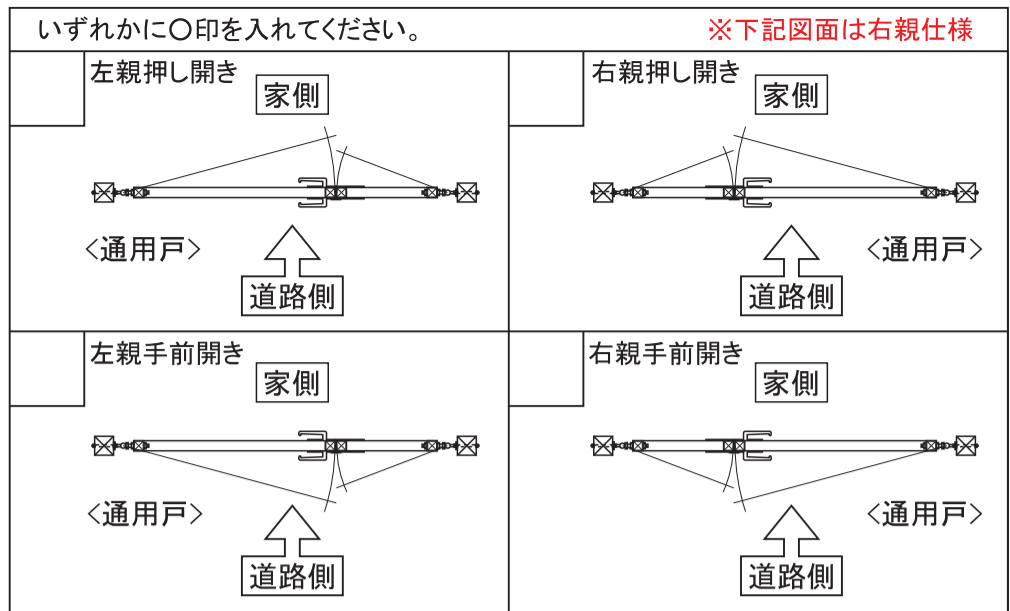 いずれかに〇印を入れてください。
※下記図面は右親仕様
左親押し開き
家側
<通用戸>
道路側
右親押し開き
家側
<通用戸>
道路側
左親手前開き
家側
<通用戸>
道路側
右親手前開き
家側
<通用戸>
道路側